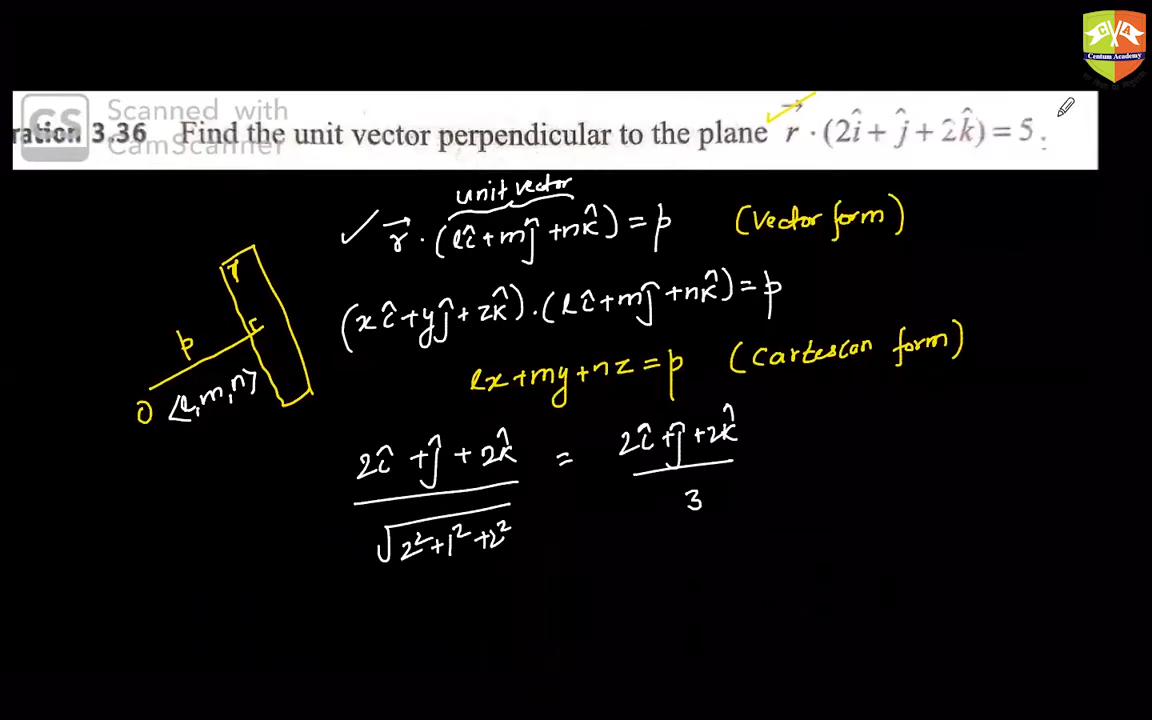 CA
Centum Academy
CS Scanned with CamScanner
ration 3.36 Find the unit vector perpendicular to the plane r⃗ · (2î + ĵ + 2k̂) = 5 .
unit vector
✓ r⃗ · (lî + mĵ + nk̂) = p (Vector form)
(xî + yĵ + zk̂) · (lî + mĵ + nk̂) = p
p
O <l, m, n>
lx + my + nz = p (Cartesian form)
(2î + ĵ + 2k̂) / √(2² + 1² + 2²) = (2î + ĵ + 2k̂) / 3